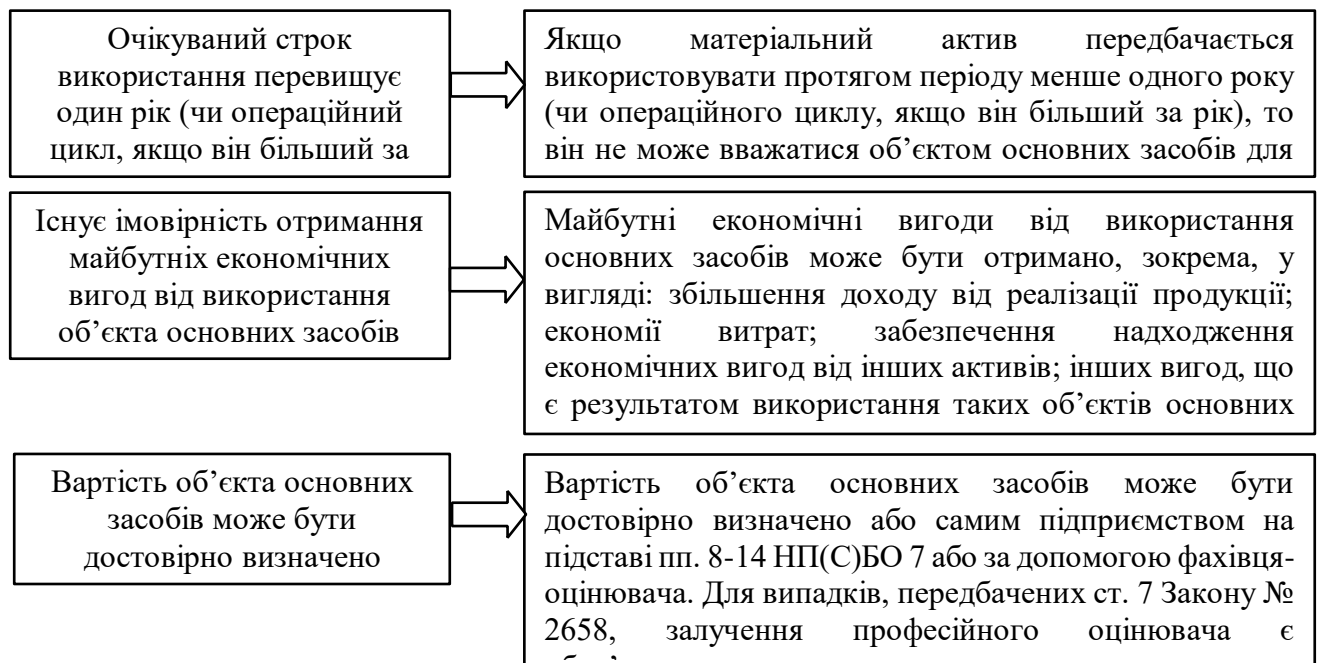 Очікуваний строк
використання перевищує
один рік (чи операційний
цикл, якщо він більший за
Якщо матеріальний актив передбачається
використовувати протягом періоду менше одного року
(чи операційного циклу, якщо він більший за рік), то
він не може вважатися об’єктом основних засобів для
Існує імовірність отримання
майбутніх економічних
вигод від використання
об’єкта основних засобів
Майбутні економічні вигоди від використання
основних засобів може бути отримано, зокрема, у
вигляді: збільшення доходу від реалізації продукції;
економії витрат; забезпечення надходження
економічних вигод від інших активів; інших вигод, що
є результатом використання таких об’єктів основних
Вартість об’єкта основних
засобів може бути
достовірно визначено
Вартість об’єкта основних засобів може бути
достовірно визначено або самим підприємством на
підставі пп. 8-14 НП(С)БО 7 або за допомогою фахівця-
оцінювача. Для випадків, передбачених ст. 7 Закону №
2658, залучення професійного оцінювача є